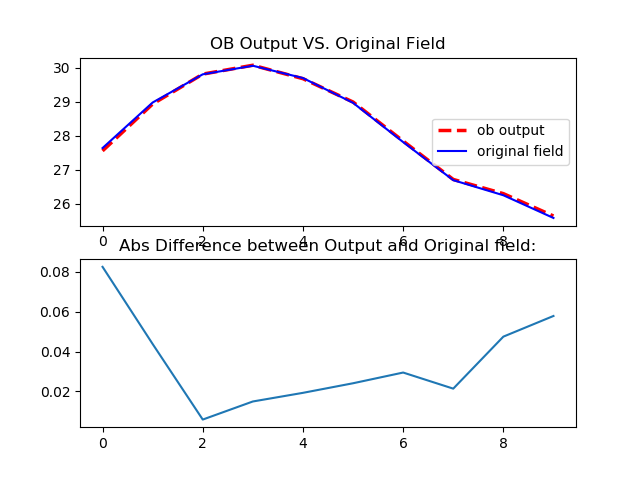 OB Output VS. Original Field
30
29
28
27
26
ob output
original field
0 2 4 6 8
Abs Difference between Output and Original field:
0.08
0.06
0.04
0.02
0 2 4 6 8